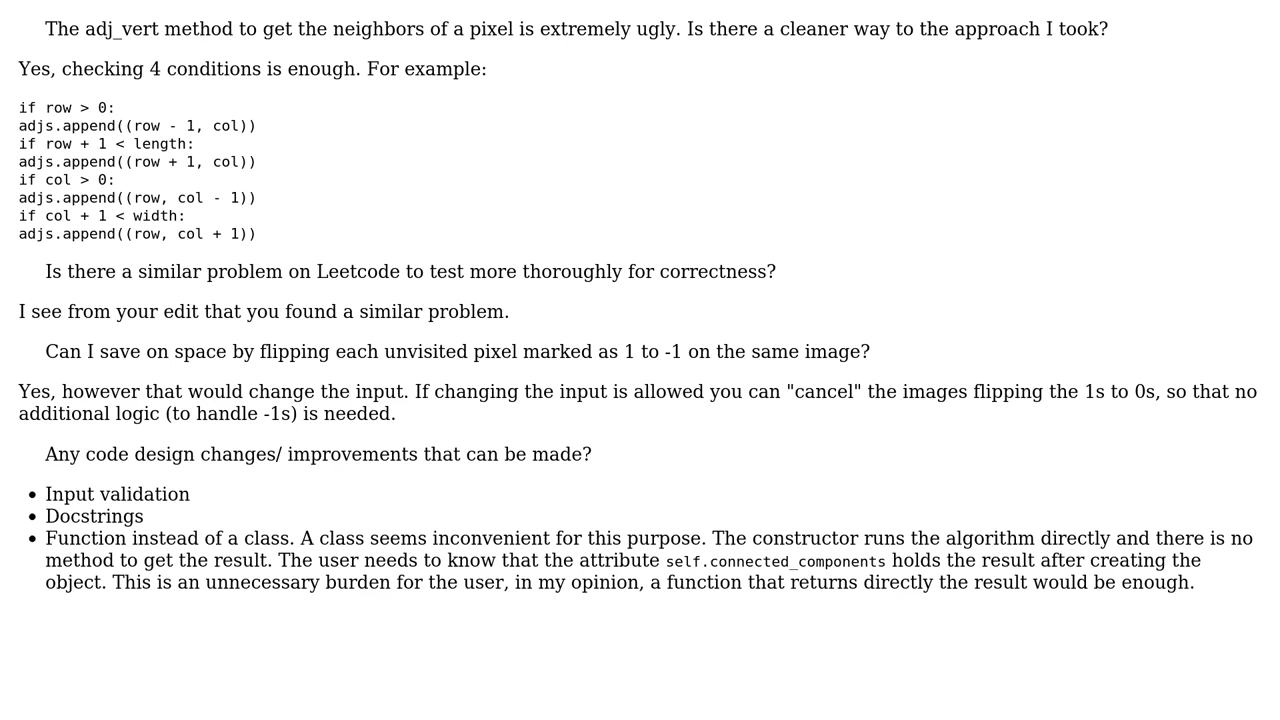 The adj_vert method to get the neighbors of a pixel is extremely ugly. Is there a cleaner way to the approach I took?
Yes, checking 4 conditions is enough. For example:
if row > 0:
adjs.append((row - 1, col))
if row + 1 < length:
adjs.append((row + 1, col))
if col > 0:
adjs.append((row, col - 1))
if col + 1 < width:
adjs.append((row, col + 1))
Is there a similar problem on Leetcode to test more thoroughly for correctness?
I see from your edit that you found a similar problem.
Can I save on space by flipping each unvisited pixel marked as 1 to -1 on the same image?
Yes, however that would change the input. If changing the input is allowed you can "cancel" the images flipping the 1s to 0s, so that no
additional logic (to handle -1s) is needed.
Any code design changes/ improvements that can be made?
• Input validation
• Docstrings
• Function instead of a class. A class seems inconvenient for this purpose. The constructor runs the algorithm directly and there is no
method to get the result. The user needs to know that the attribute self.connected_components holds the result after creating the
object. This is an unnecessary burden for the user, in my opinion, a function that returns directly the result would be enough.